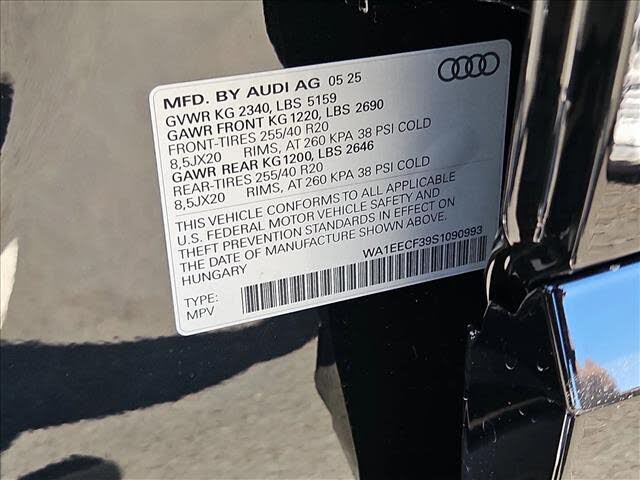 MFD. BY AUDI AG 05 25
GVWR KG 2340, LBS 5159
GAWR FRONT KG 1220, LBS 2690
FRONT-TIRES 255/40 R20
8,5JX20 RIMS, AT 260 KPA 38 PSI COLD
GAWR REAR KG1200, LBS 2646
REAR-TIRES 255/40 R20
8,5JX20 RIMS, AT 260 KPA 38 PSI COLD
THIS VEHICLE CONFORMS TO ALL APPLICABLE
U.S. FEDERAL MOTOR VEHICLE SAFETY AND
THEFT PREVENTION STANDARDS IN EFFECT ON
THE DATE OF MANUFACTURE SHOWN ABOVE.
HUNGARY
WA1EECF39S1090993
TYPE:
MPV